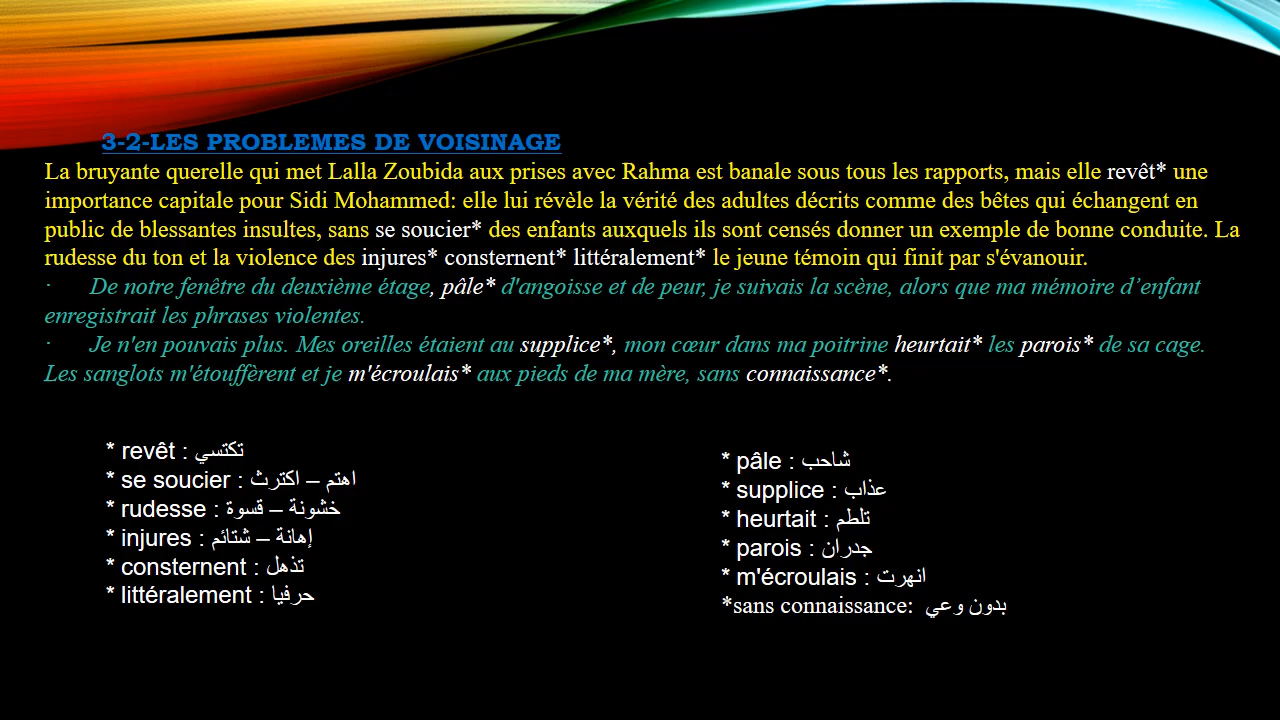 3-2-LES PROBLEMES DE VOISINAGE
La bruyante querelle qui met Lalla Zoubida aux prises avec Rahma est banale sous tous les rapports, mais elle revêt* une
importance capitale pour Sidi Mohammed: elle lui révèle la vérité des adultes décrits comme des bêtes qui échangent en
public de blessantes insultes, sans se soucier* des enfants auxquels ils sont censés donner un exemple de bonne conduite. La
rudesse du ton et la violence des injures* consternent* littéralement* le jeune témoin qui finit par s'évanouir.
· De notre fenêtre du deuxième étage, pâle* d'angoisse et de peur, je suivais la scène, alors que ma mémoire d’enfant
enregistrait les phrases violentes.
· Je n'en pouvais plus. Mes oreilles étaient au supplice*, mon cœur dans ma poitrine heurtait* les parois* de sa cage.
Les sanglots m'étouffèrent et je m'écroulais* aux pieds de ma mère, sans connaissance*.
* revêt : تكتسي
* se soucier : اهتم – اكترث
* rudesse : خشونة – قسوة
* injures : إهانة – شتائم
* consternent : تذهل
* littéralement : حرفيا
* pâle : شاحب
* supplice : عذاب
* heurtait : تلطم
* parois : جدران
* m'écroulais : انهرت
*sans connaissance: بدون وعي